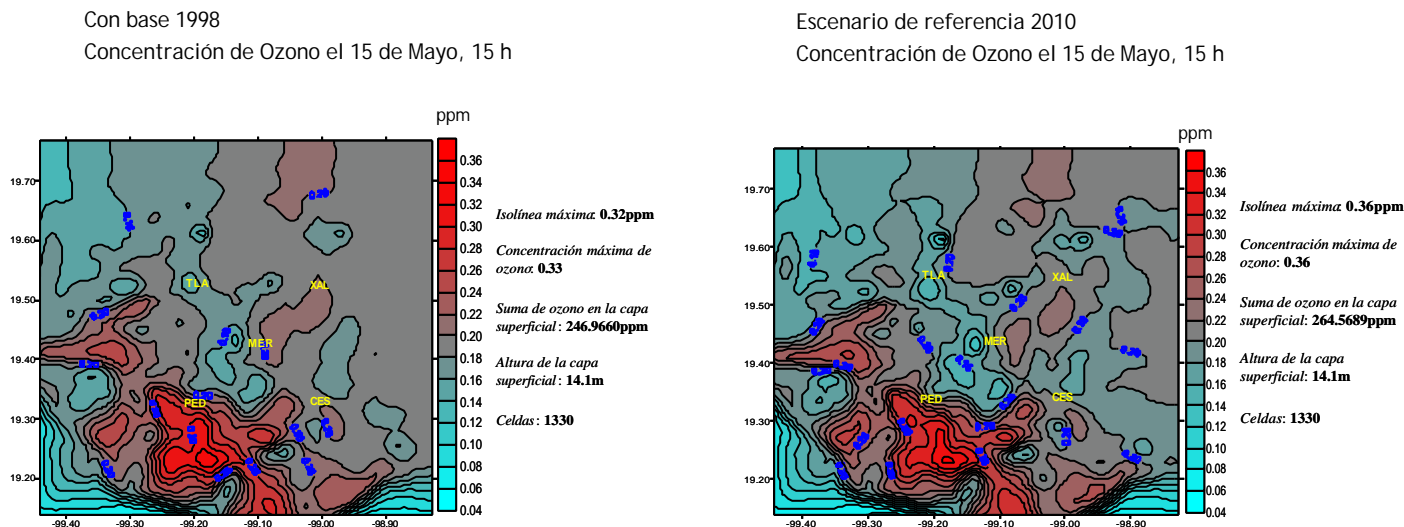 Con base 1998
Concentración de Ozono el 15 de Mayo, 15 h
ppm
0.36
0.34
0.32
0.30
0.28
0.26
0.24
0.22
0.20
0.18
0.16
0.14
0.12
0.10
0.08
0.06
0.04
19.70
19.60
19.50
19.40
19.30
19.20
-99.40
-99.30
-99.20
-99.10
-99.00
-98.90
TLA
XAL
MER
PED
CES
Isolínea máxima: 0.32ppm
Concentración máxima de
ozono: 0.33
Suma de ozono en la capa
superficial: 246.9660ppm
Altura de la capa
superficial: 14.1m
Celdas: 1330
Escenario de referencia 2010
Concentración de Ozono el 15 de Mayo, 15 h
ppm
0.36
0.34
0.32
0.30
0.28
0.26
0.24
0.22
0.20
0.18
0.16
0.14
0.12
0.10
0.08
0.06
0.04
19.70
19.60
19.50
19.40
19.30
19.20
-99.40
-99.30
-99.20
-99.10
-99.00
-98.90
TLA
XAL
MER
PED
CES
Isolínea máxima: 0.36ppm
Concentración máxima de
ozono: 0.36
Suma de ozono en la capa
superficial: 264.5689ppm
Altura de la capa
superficial: 14.1m
Celdas: 1330